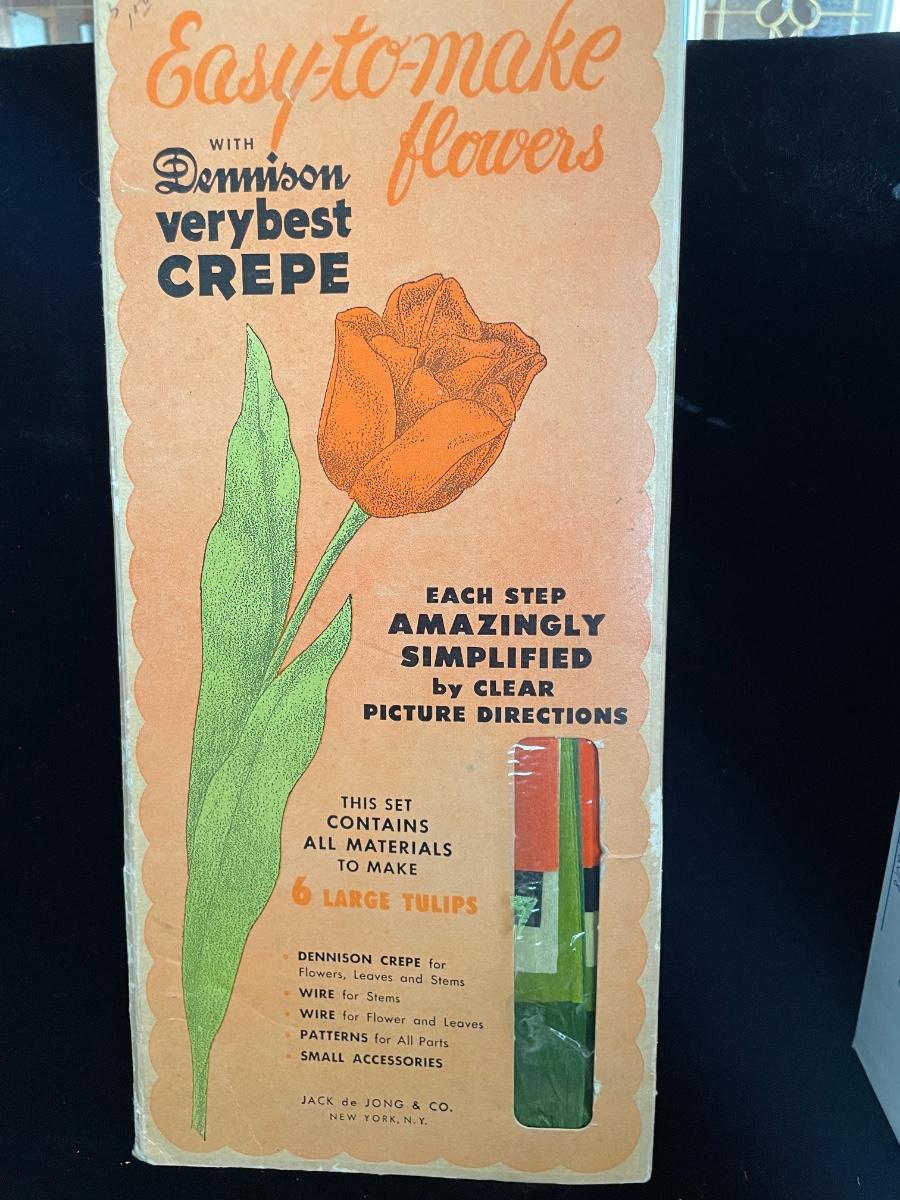 Easy-to-make
flowers
WITH
Dennison
verybest
CREPE
EACH STEP
AMAZINGLY
SIMPLIFIED
by CLEAR
PICTURE DIRECTIONS
THIS SET
CONTAINS
ALL MATERIALS
TO MAKE
6 LARGE TULIPS
• DENNISON CREPE for
Flowers, Leaves and Stems
• WIRE for Stems
• WIRE for Flower and Leaves
• PATTERNS for All Parts
• SMALL ACCESSORIES
JACK de JONG & CO.
NEW YORK, N.Y.